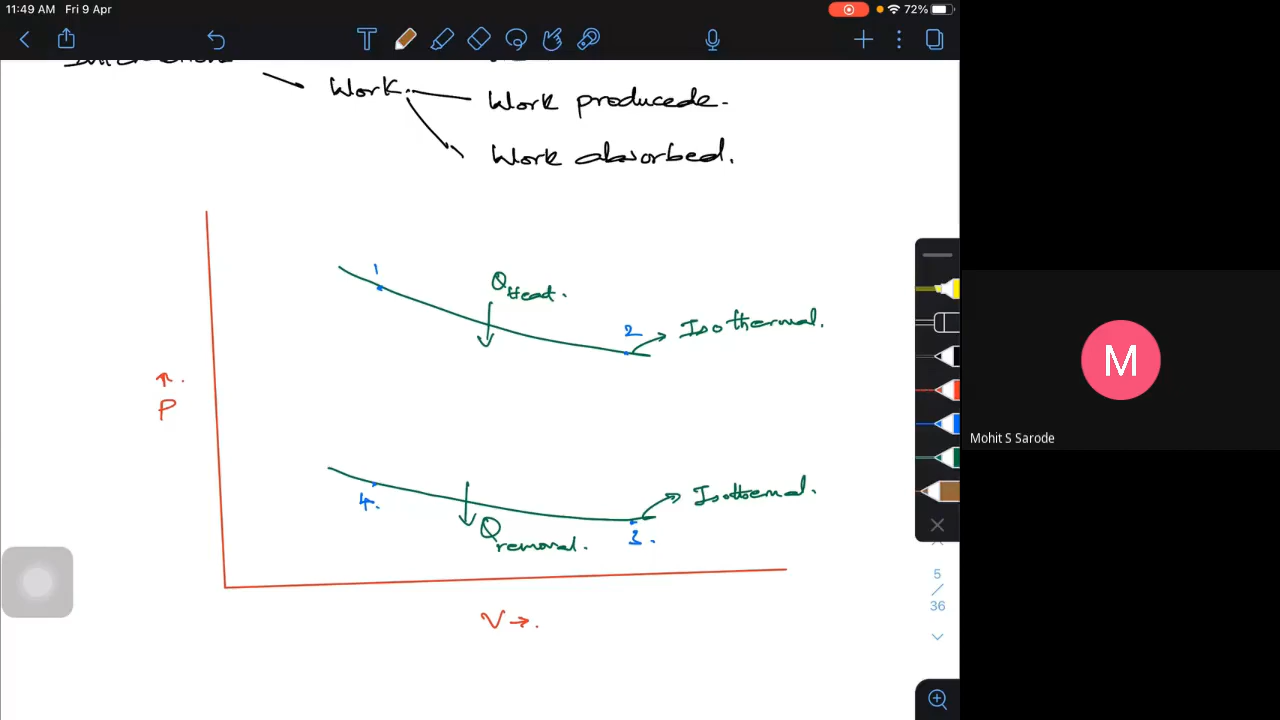 11:49 AM Fri 9 Apr
72%
Work.
Work producede.
Work absorbed.
1
Q Heat.
2
Isothermal.
P
4.
Isothemal.
Q removal.
3.
V →.
5
/
36
M
Mohit S Sarode